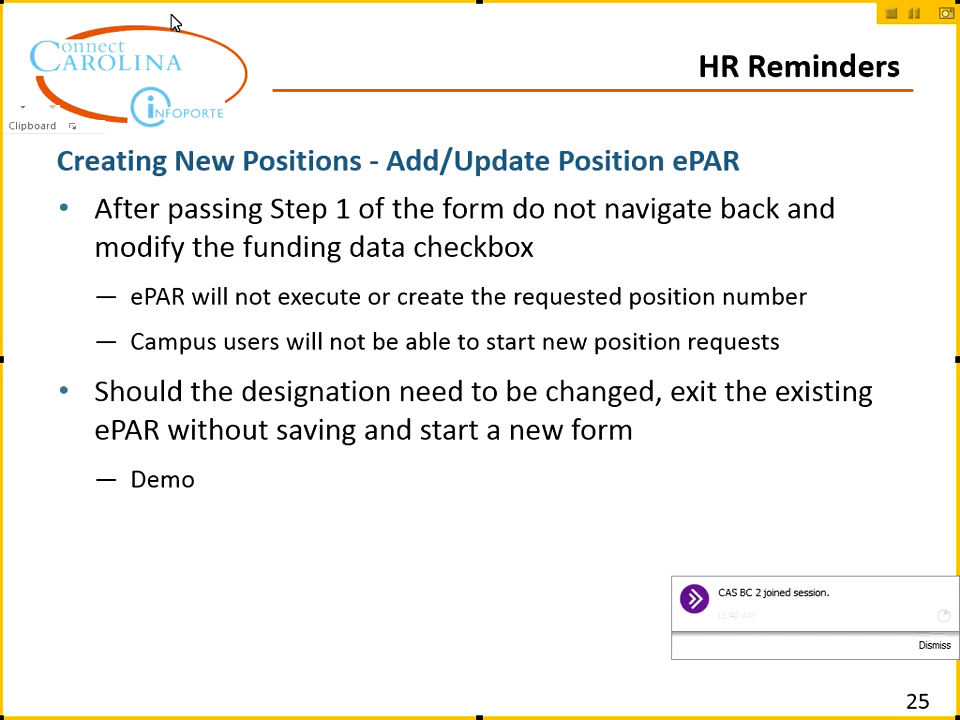 Connect
CAROLINA
INFOPORTE
Clipboard
HR Reminders
Creating New Positions - Add/Update Position ePAR
• After passing Step 1 of the form do not navigate back and
modify the funding data checkbox
— ePAR will not execute or create the requested position number
— Campus users will not be able to start new position requests
• Should the designation need to be changed, exit the existing
ePAR without saving and start a new form
— Demo
CAS BC 2 joined session.
11:40 AM
Dismiss
25